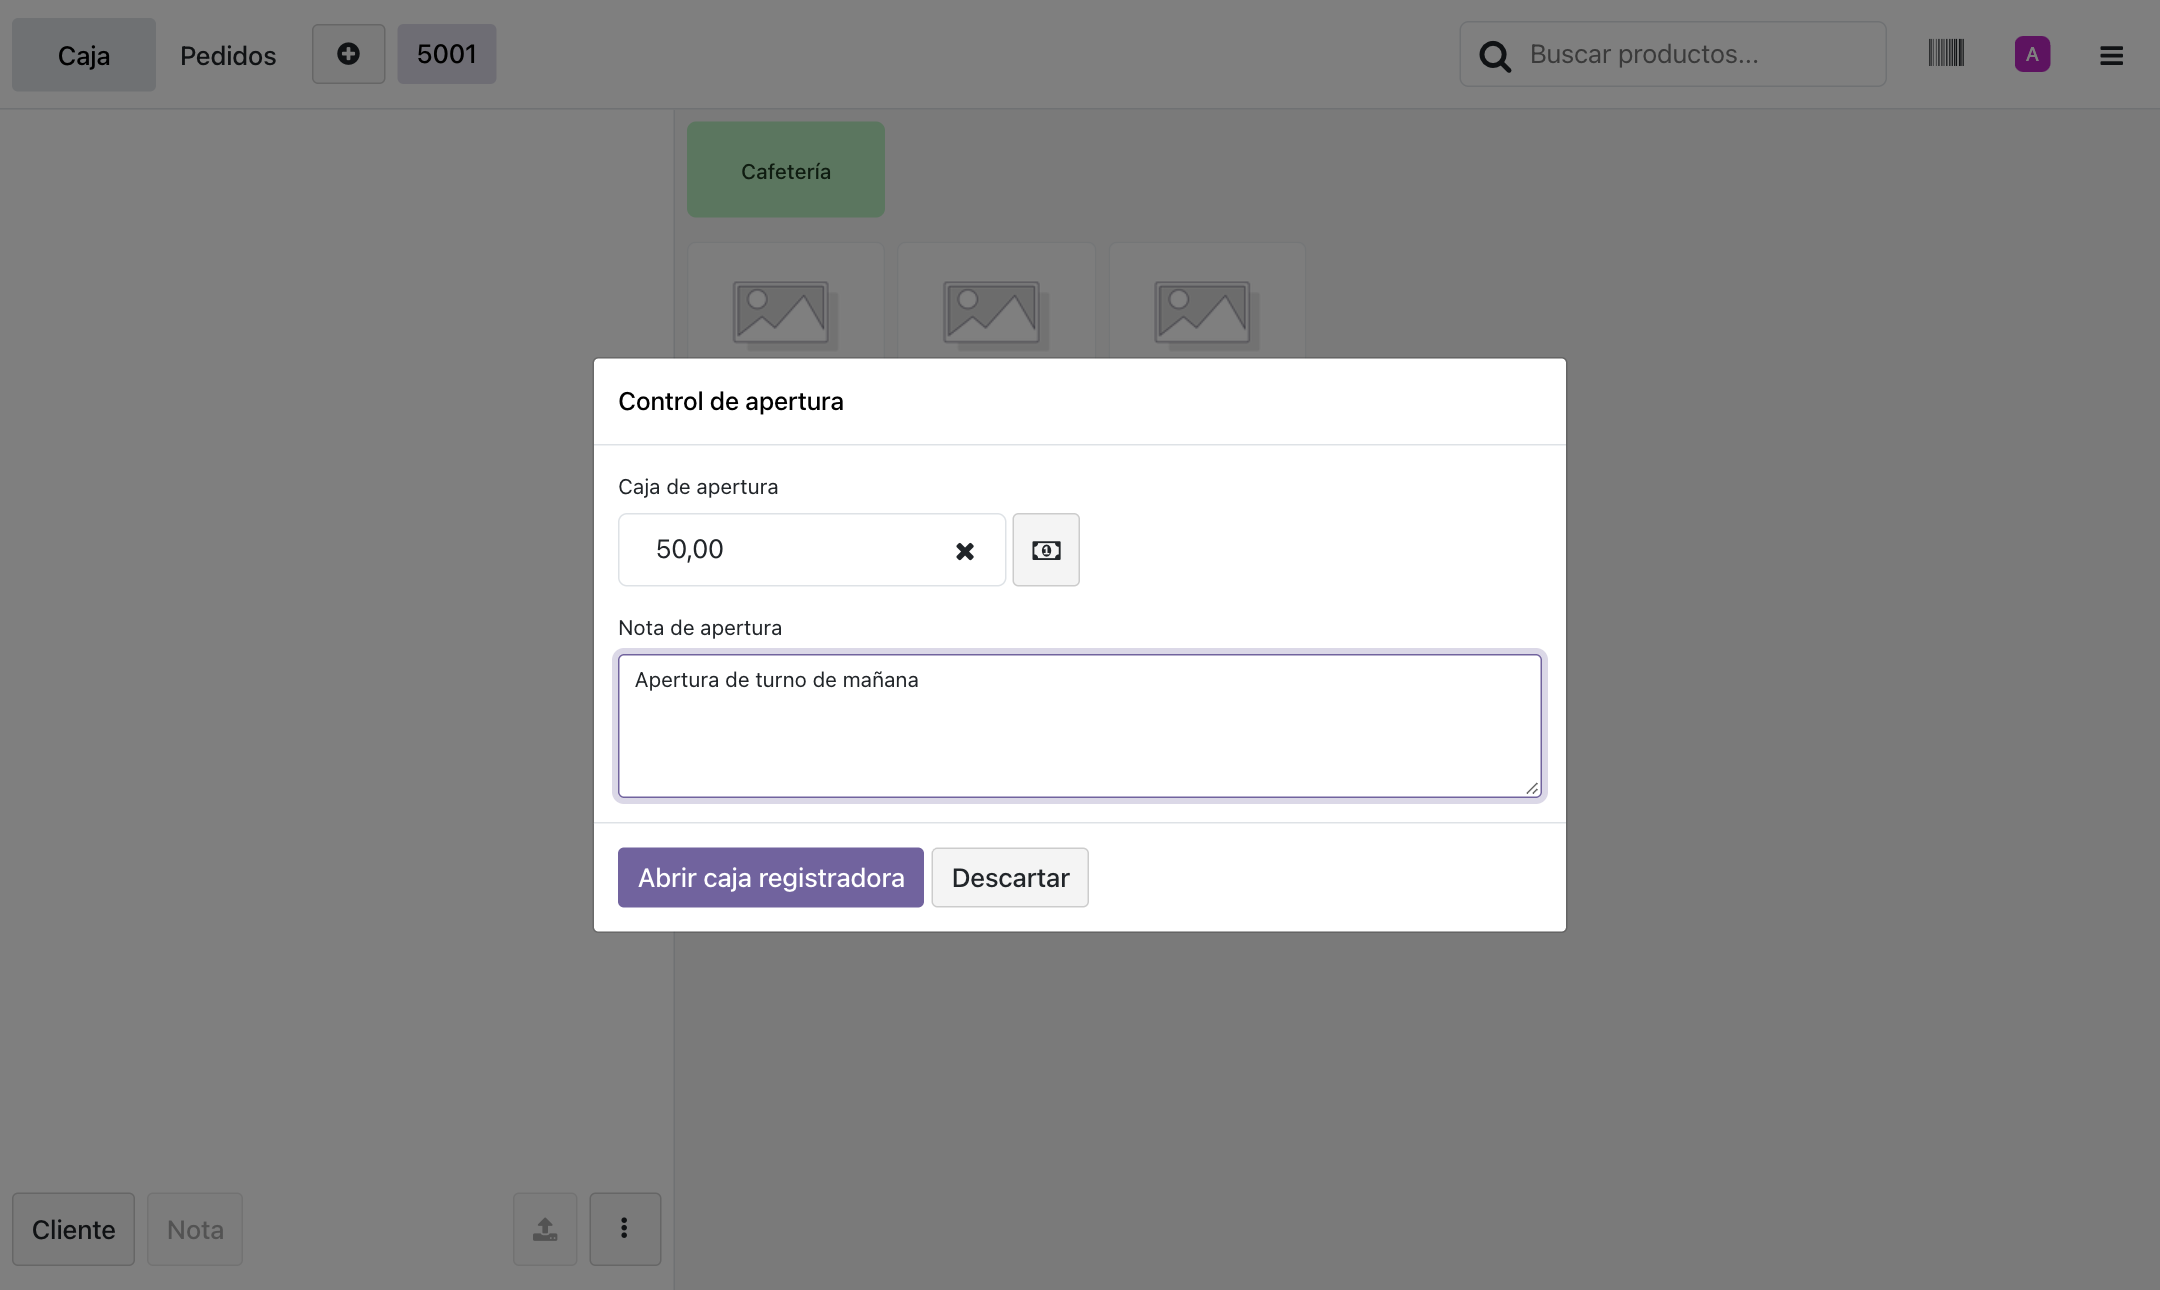 Caja
Pedidos
5001
Buscar productos...
A
Cafetería
Control de apertura
Caja de apertura
50,00
Nota de apertura
Apertura de turno de mañana
Abrir caja registradora
Descartar
Cliente
Nota